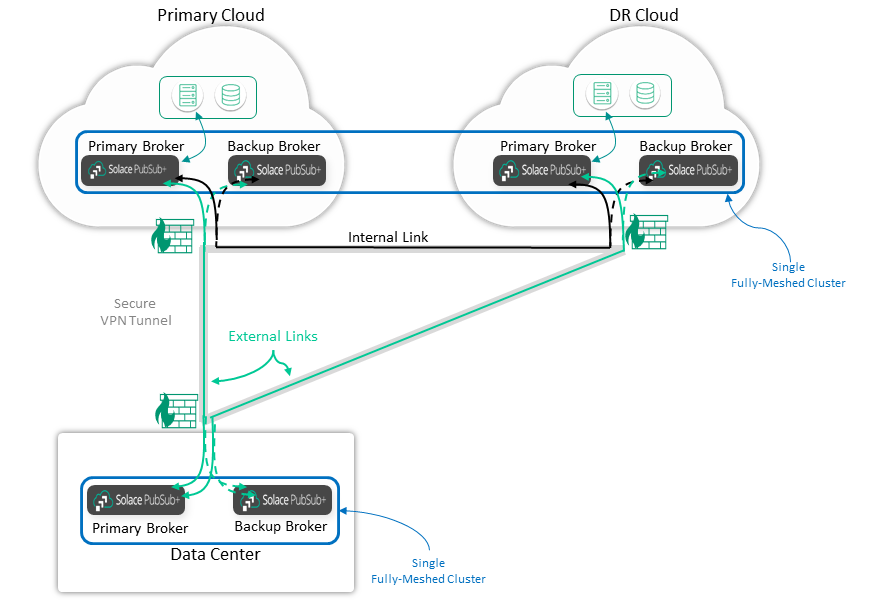 Primary Cloud
DR Cloud
Primary Broker
Backup Broker
Primary Broker
Backup Broker
Solace PubSub+
Solace PubSub+
Solace PubSub+
Solace PubSub+
Internal Link
Single
Fully-Meshed Cluster
Secure
VPN Tunnel
External Links
Solace PubSub+
Solace PubSub+
Primary Broker
Backup Broker
Data Center
Single
Fully-Meshed Cluster